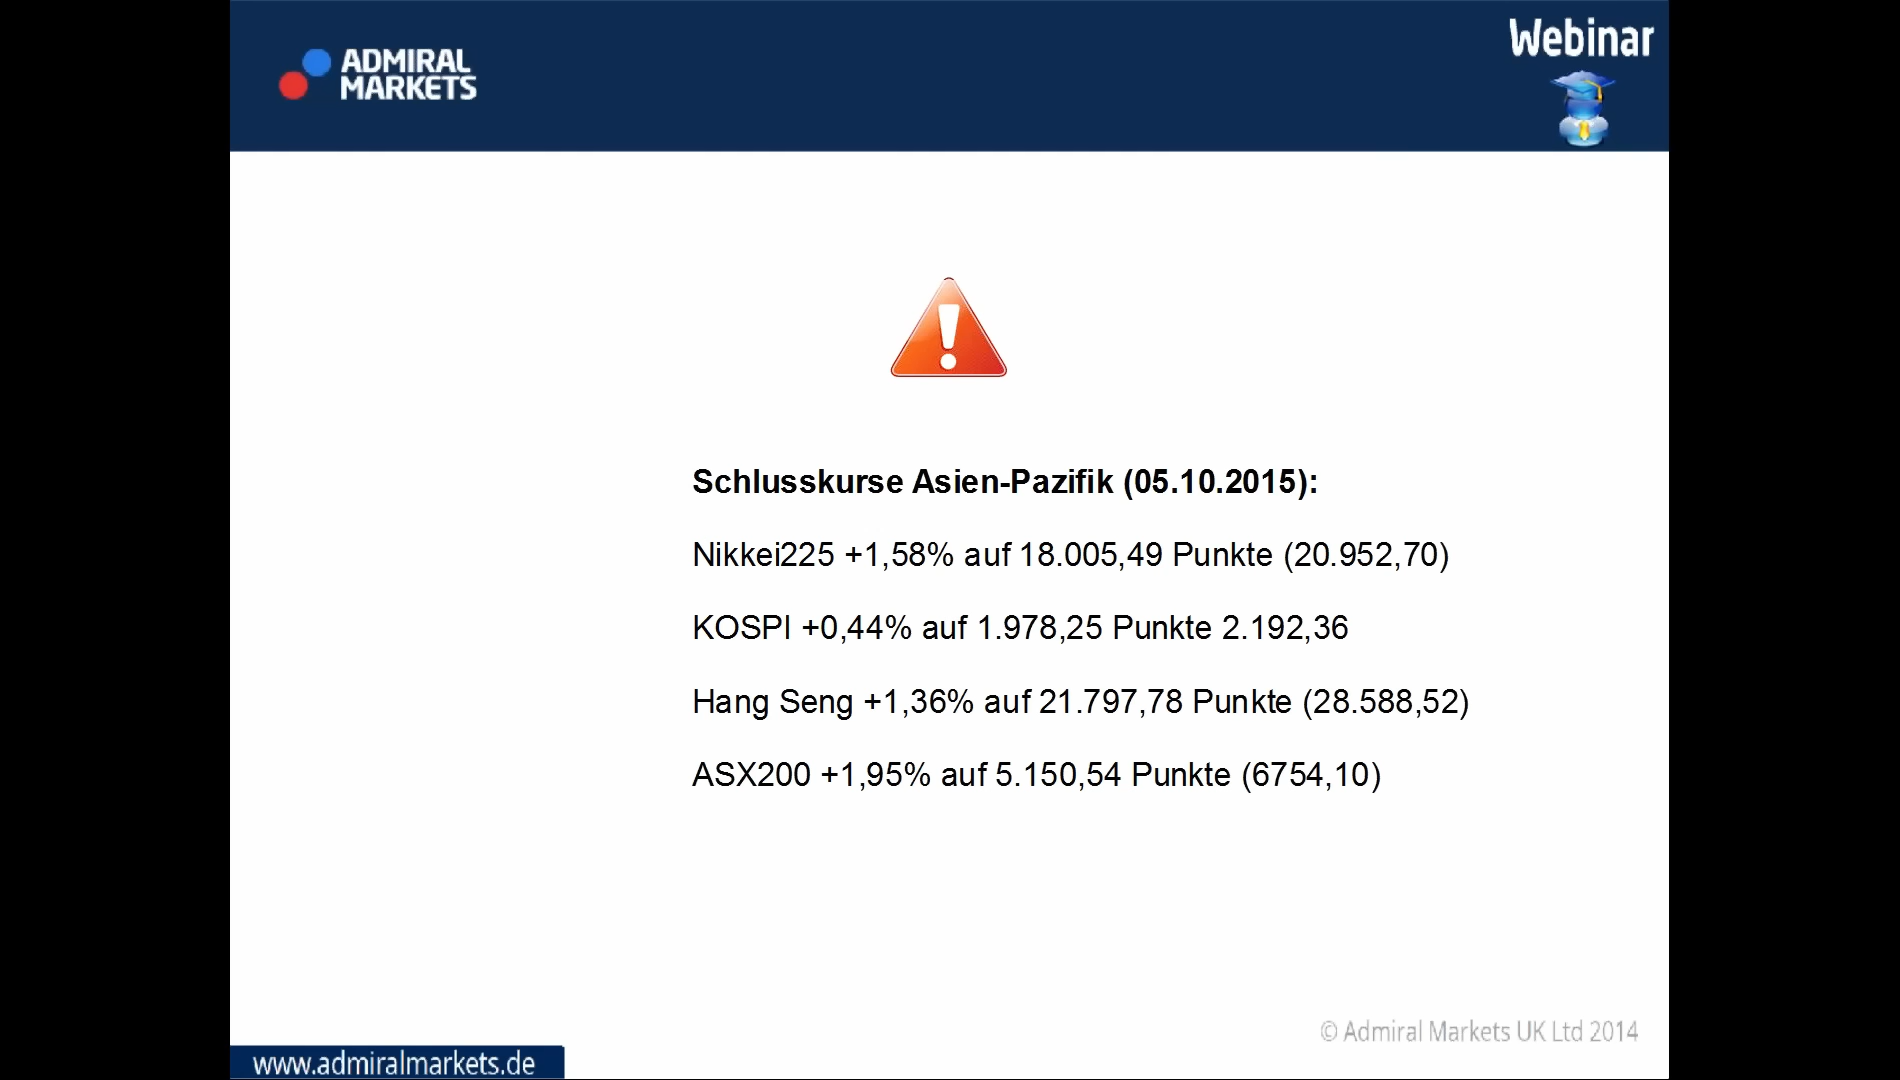 ADMIRAL
MARKETS
Webinar
Schlusskurse Asien-Pazifik (05.10.2015):
Nikkei225 +1,58% auf 18.005,49 Punkte (20.952,70)
KOSPI +0,44% auf 1.978,25 Punkte 2.192,36
Hang Seng +1,36% auf 21.797,78 Punkte (28.588,52)
ASX200 +1,95% auf 5.150,54 Punkte (6754,10)
© Admiral Markets UK Ltd 2014
www.admiralmarkets.de